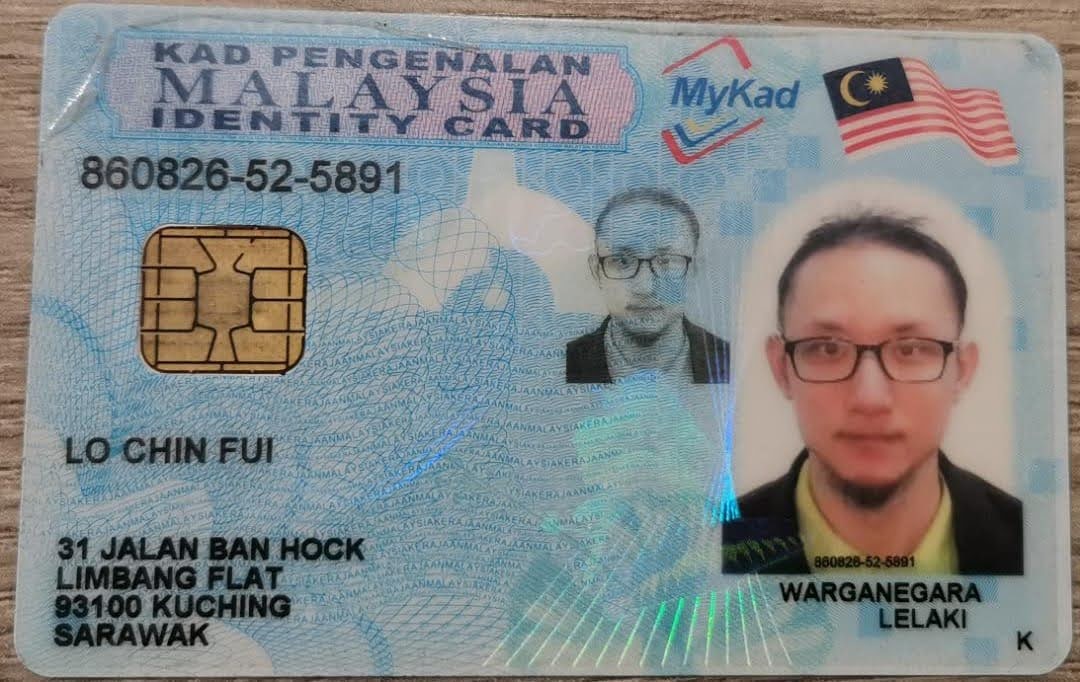 KAD PENGENALAN
MALAYSIA
IDENTITY CARD
MyKad
860826-52-5891
LO CHIN FUI
31 JALAN BAN HOCK
LIMBANG FLAT
93100 KUCHING
SARAWAK
860826-52-5891
WARGANEGARA
LELAKI
K